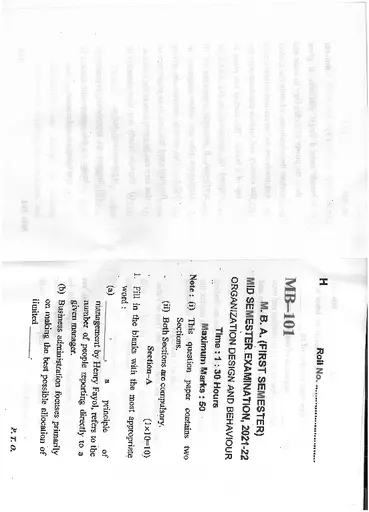 H
Roll No. ..............................
MB–101
M. B. A. (FIRST SEMESTER)
MID SEMESTER EXAMINATION, 2021-22
ORGANIZATION DESIGN AND BEHAVIOUR
Time : 1 : 30 Hours
Maximum Marks : 50
Note : (i) This question paper contains two
Sections.
(ii) Both Sections are compulsory.
Section–A (1×10=10)
1. Fill in the blanks with the most appropriate
word :
(a) ________ a principle of
management by Henry Fayol, refers to the
number of people reporting directly to a
given manager.
(b) Business administration focuses primarily
on making the best possible allocation of
limited ________.
P. T. O.